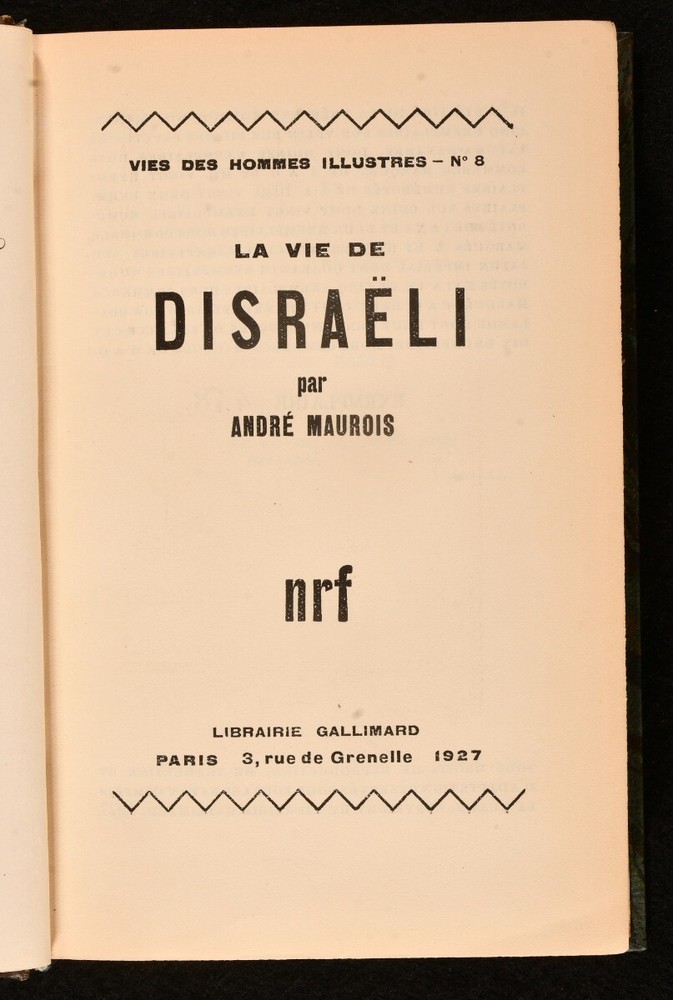 VIES DES HOMMES ILLUSTRES – N° 8
LA VIE DE
DISRAËLI
par
ANDRÉ MAUROIS
nrf
LIBRAIRIE GALLIMARD
PARIS 3, rue de Grenelle 1927